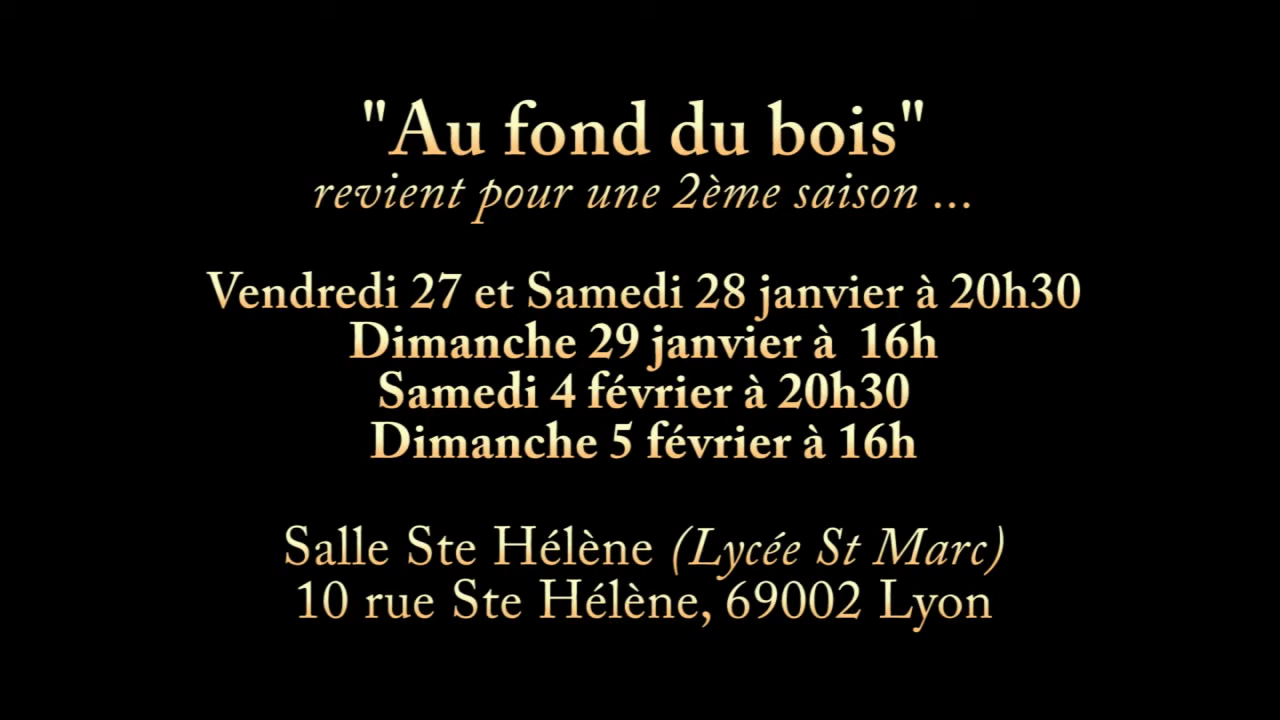 "Au fond du bois"
revient pour une 2ème saison ...
Vendredi 27 et Samedi 28 janvier à 20h30
Dimanche 29 janvier à 16h
Samedi 4 février à 20h30
Dimanche 5 février à 16h
Salle Ste Hélène (Lycée St Marc)
10 rue Ste Hélène, 69002 Lyon